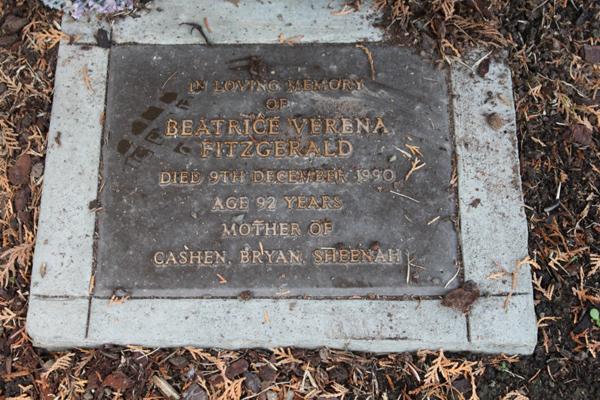 IN LOVING MEMORY
OF
BEATRICE VERENA
FITZGERALD
DIED 9TH DECEMBER 1990
AGE 92 YEARS
MOTHER OF
CASHEN, BRYAN, SHEENAH